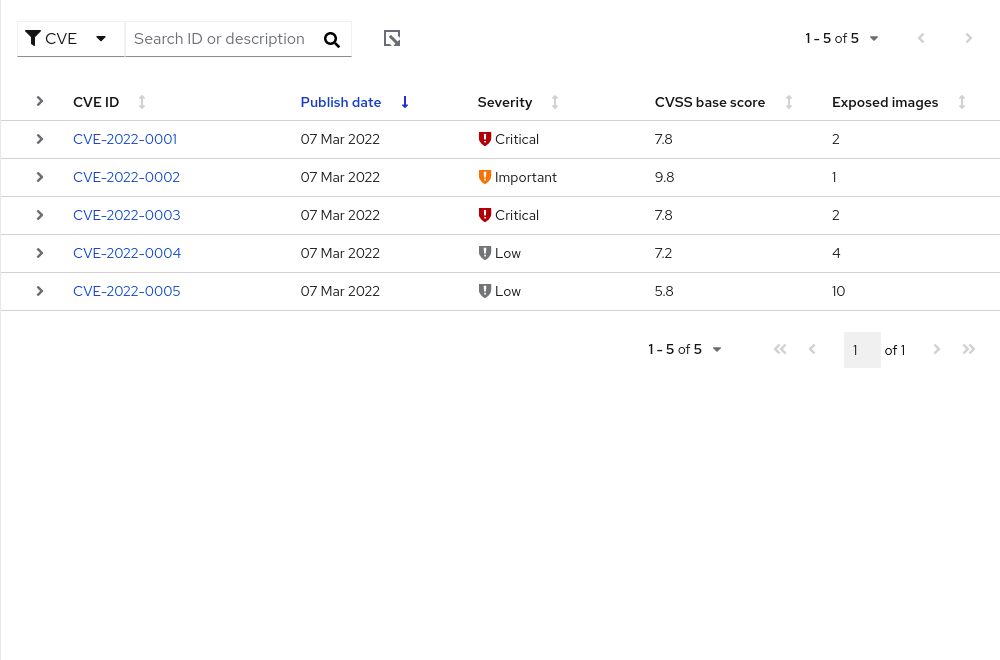 CVE Search ID or description 1 - 5 of 5
CVE ID Publish date Severity CVSS base score Exposed images
CVE-2022-0001 07 Mar 2022 Critical 7.8 2
CVE-2022-0002 07 Mar 2022 Important 9.8 1
CVE-2022-0003 07 Mar 2022 Critical 7.8 2
CVE-2022-0004 07 Mar 2022 Low 7.2 4
CVE-2022-0005 07 Mar 2022 Low 5.8 10
1 - 5 of 5 1 of 1